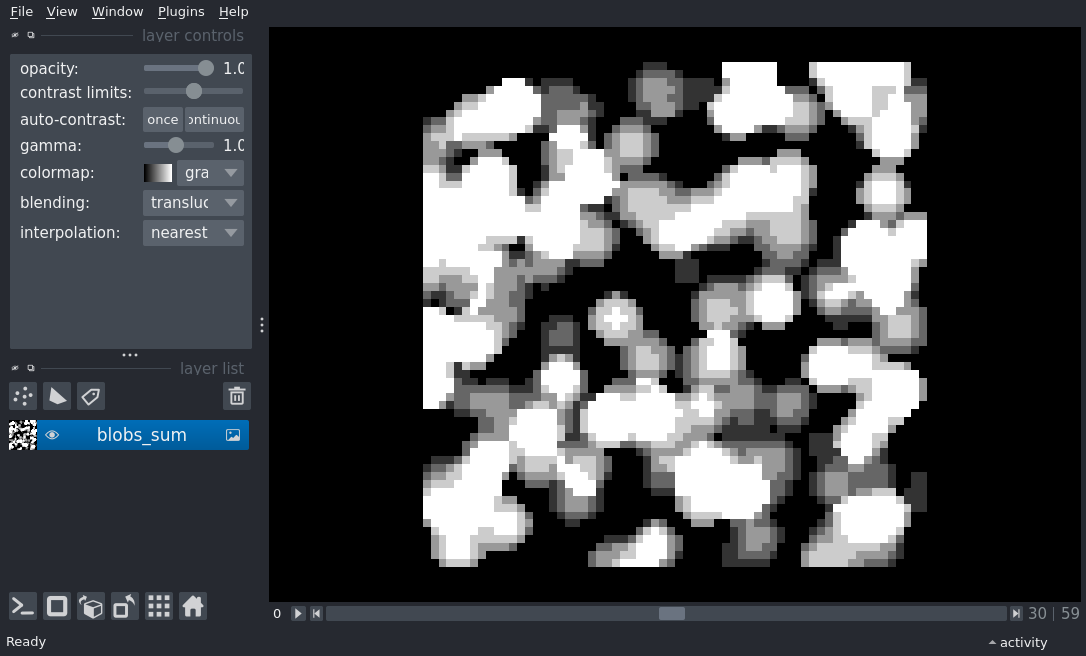 File View Window Plugins Help
layer controls
opacity: 1.0
contrast limits:
auto-contrast: once ontinuou
gamma: 1.0
colormap: gra
blending: transluc
interpolation: nearest
layer list
blobs_sum
0 30 | 59
Ready activity